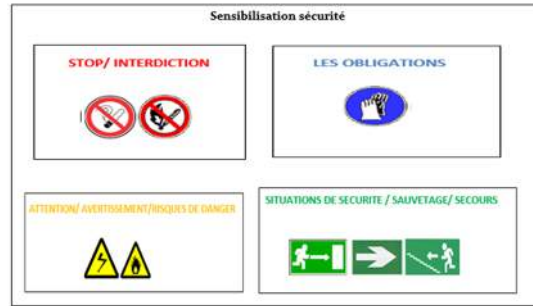 Sensibilisation sécurité
STOP/ INTERDICTION
LES OBLIGATIONS
ATTENTION/ AVERTISSEMENT/RISQUES DE DANGER
SITUATIONS DE SECURITE / SAUVETAGE/ SECOURS